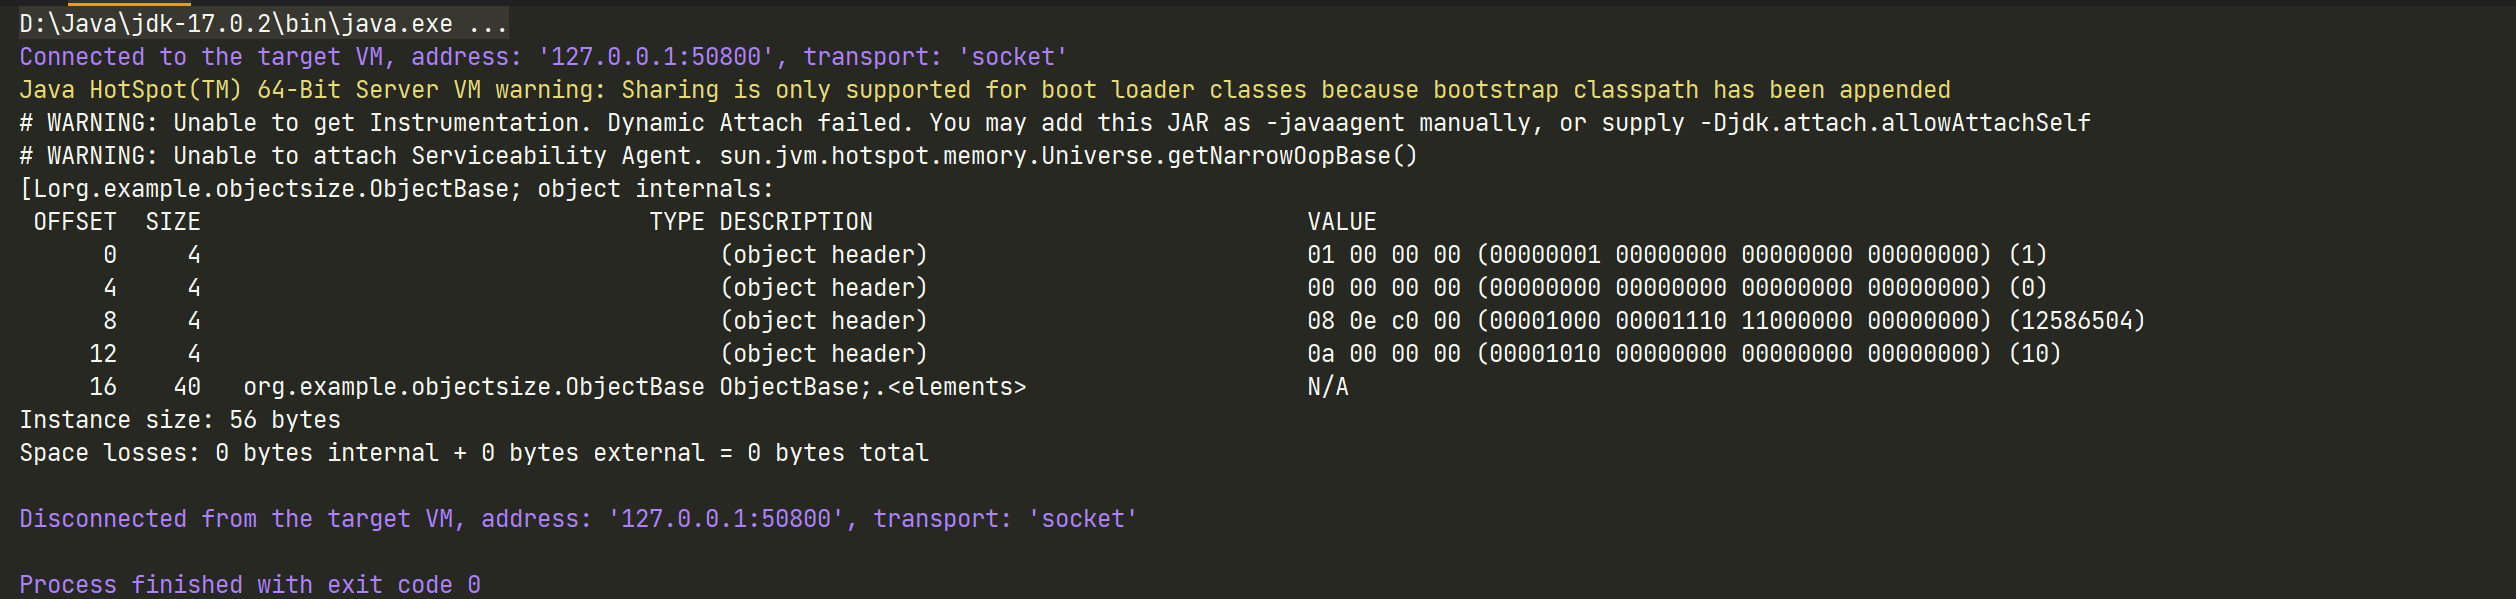 D:\Java\jdk-17.0.2\bin\java.exe ...
Connected to the target VM, address: '127.0.0.1:50800', transport: 'socket'
Java HotSpot(TM) 64-Bit Server VM warning: Sharing is only supported for boot loader classes because bootstrap classpath has been appended
# WARNING: Unable to get Instrumentation. Dynamic Attach failed. You may add this JAR as -javaagent manually, or supply -Djdk.attach.allowAttachSelf
# WARNING: Unable to attach Serviceability Agent. sun.jvm.hotspot.memory.Universe.getNarrowOopBase()
[Lorg.example.objectsize.ObjectBase; object internals:
 OFFSET  SIZE                                TYPE DESCRIPTION                               VALUE
      0     4                                     (object header)                           01 00 00 00 (00000001 00000000 00000000 00000000) (1)
      4     4                                     (object header)                           00 00 00 00 (00000000 00000000 00000000 00000000) (0)
      8     4                                     (object header)                           08 0e c0 00 (00001000 00001110 11000000 00000000) (12586504)
     12     4                                     (object header)                           0a 00 00 00 (00001010 00000000 00000000 00000000) (10)
     16    40   org.example.objectsize.ObjectBase ObjectBase;.<elements>                    N/A
Instance size: 56 bytes
Space losses: 0 bytes internal + 0 bytes external = 0 bytes total
Disconnected from the target VM, address: '127.0.0.1:50800', transport: 'socket'
Process finished with exit code 0